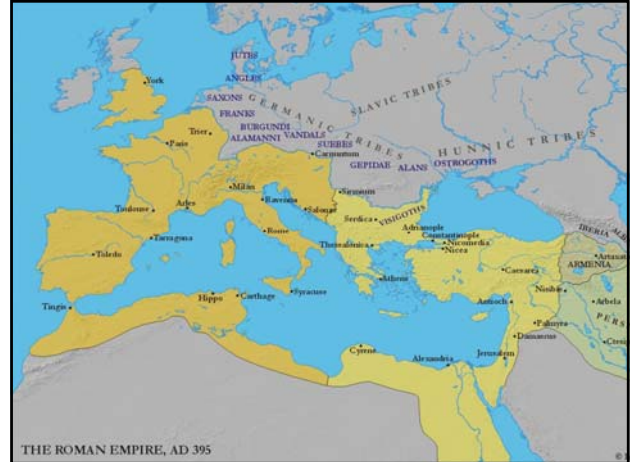 JUTES
ANGLES
York
SAXONS
GERMANIC TRIBES
SLAVIC TRIBES
FRANKS
HUNNIC TRIBES
Trier
BURGUNDI
VANDALS
Paris
ALAMANNI
SUEBES
Carnuntum
GEPIDAE
ALANS
OSTROGOTHS
Milan
Sirmium
Ravenna
Toulouse
Arles
Salonae
Serdica
VISIGOTHS
Adrianople
Constantinople
IBERIA
Tarragona
Rome
Thessalonica
Nicomedia
Nicea
Toledo
ARMENIA
Caesarea
Athens
Nisibis
Tingis
Hippo
Carthage
Syracuse
Antioch
Arbela
Palmyra
Cyrene
Alexandria
Damascus
Jerusalem
THE ROMAN EMPIRE, AD 395